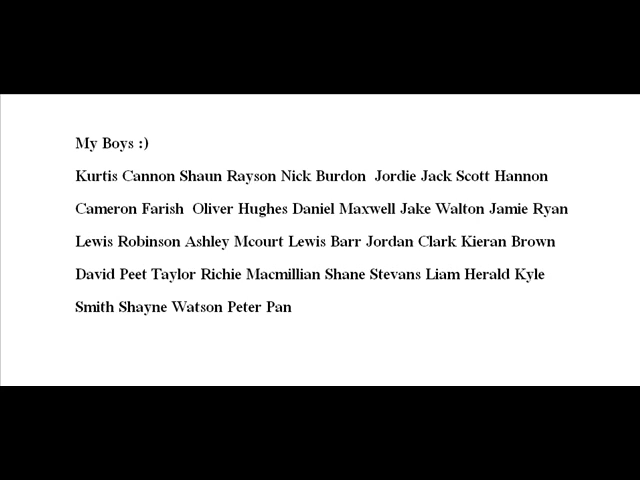 My Boys :)
Kurtis Cannon Shaun Rayson Nick Burdon  Jordie Jack Scott Hannon
Cameron Farish  Oliver Hughes Daniel Maxwell Jake Walton Jamie Ryan
Lewis Robinson Ashley Mcourt Lewis Barr Jordan Clark Kieran Brown
David Peet Taylor Richie Macmillian Shane Stevans Liam Herald Kyle
Smith Shayne Watson Peter Pan